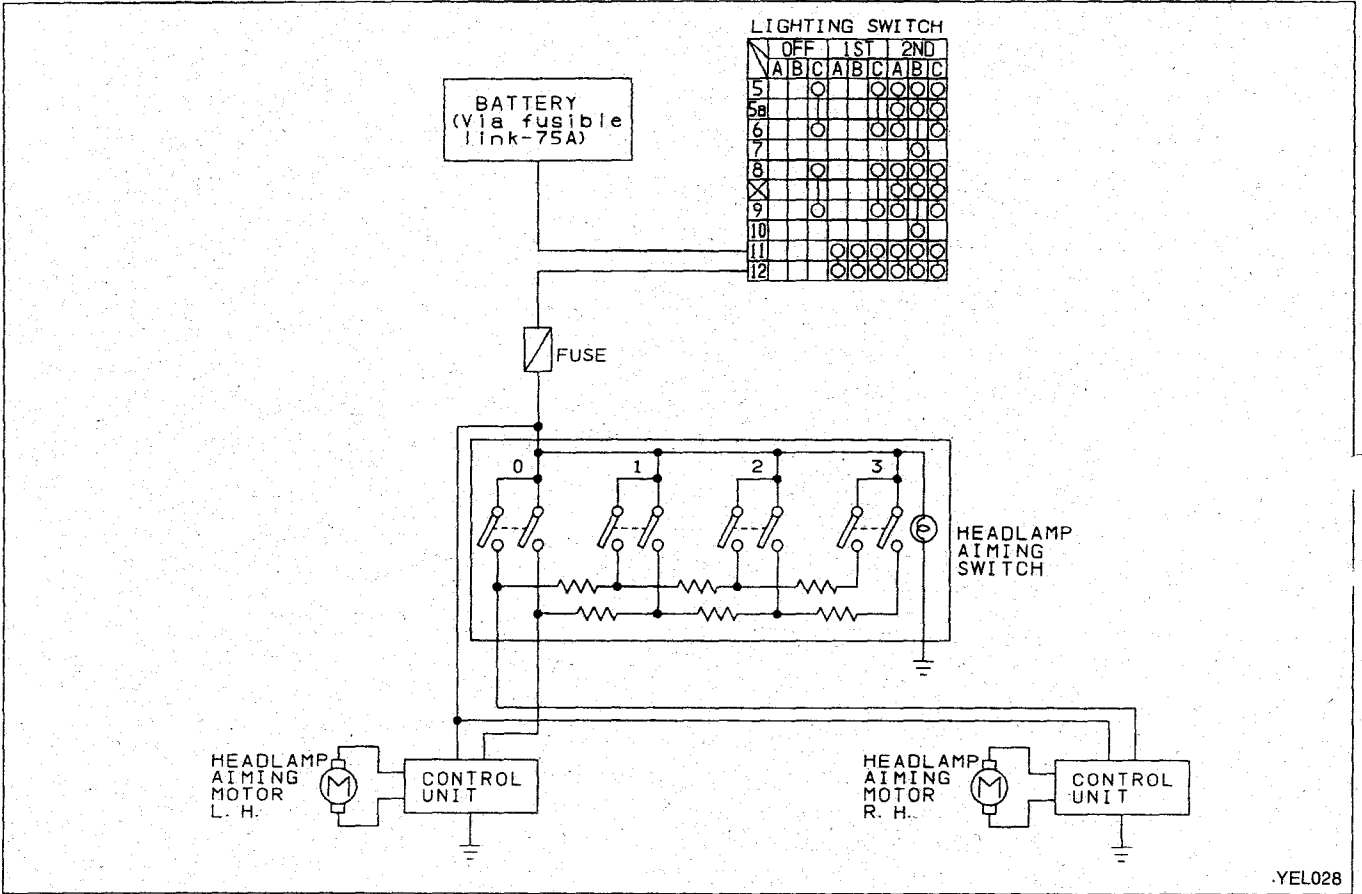 LIGHTING SWITCH
OFF 1ST 2ND
A B C A B C A B C
5
5a
6
7
8
9
10
11
12
BATTERY
(Via fusible
link-75A)
FUSE
0 1 2 3
HEADLAMP
AIMING
SWITCH
HEADLAMP
AIMING
MOTOR
L. H.
M
CONTROL
UNIT
HEADLAMP
AIMING
MOTOR
R. H.
M
CONTROL
UNIT
YEL028